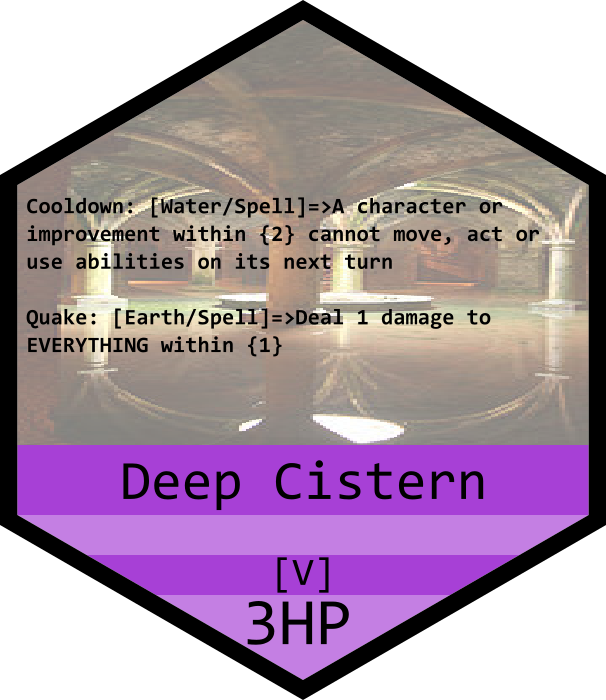 Cooldown: [Water/Spell]=>A character or
improvement within {2} cannot move, act or
use abilities on its next turn
Quake: [Earth/Spell]=>Deal 1 damage to
EVERYTHING within {1}
Deep Cistern
[V]
3HP